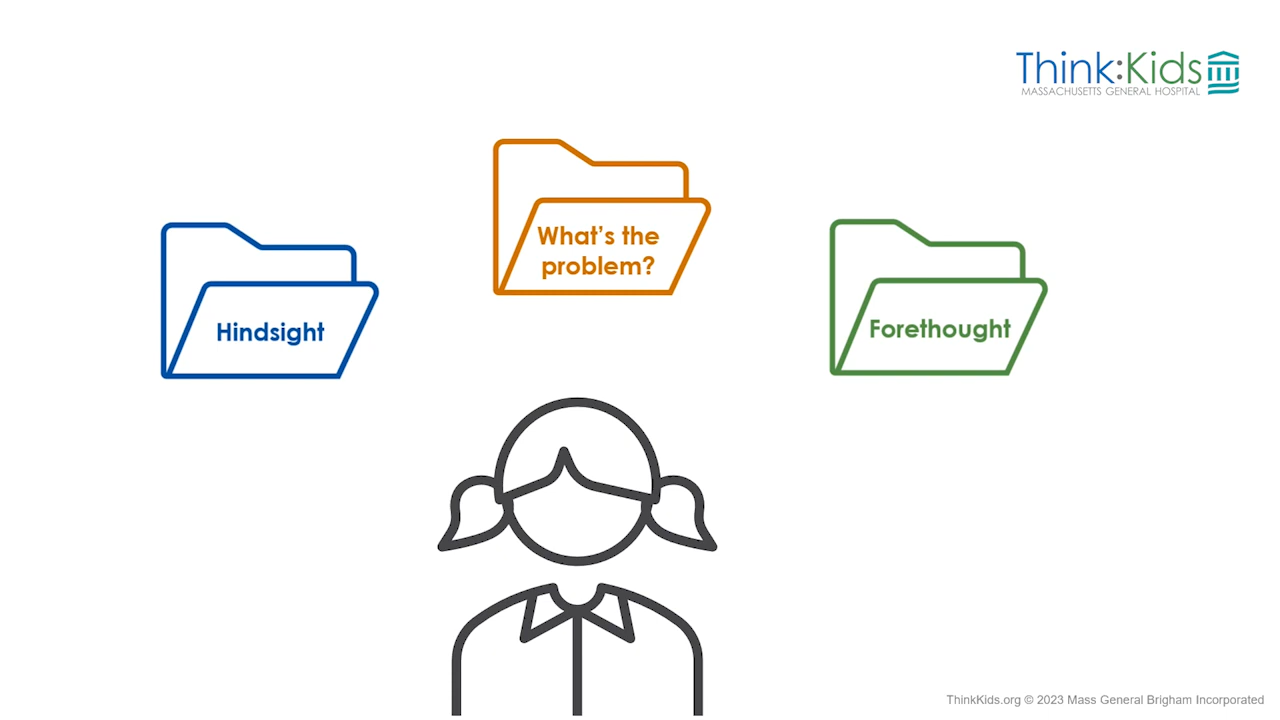 Think:Kids
MASSACHUSETTS GENERAL HOSPITAL
What's the
problem?
Hindsight
Forethought
ThinkKids.org © 2023 Mass General Brigham Incorporated